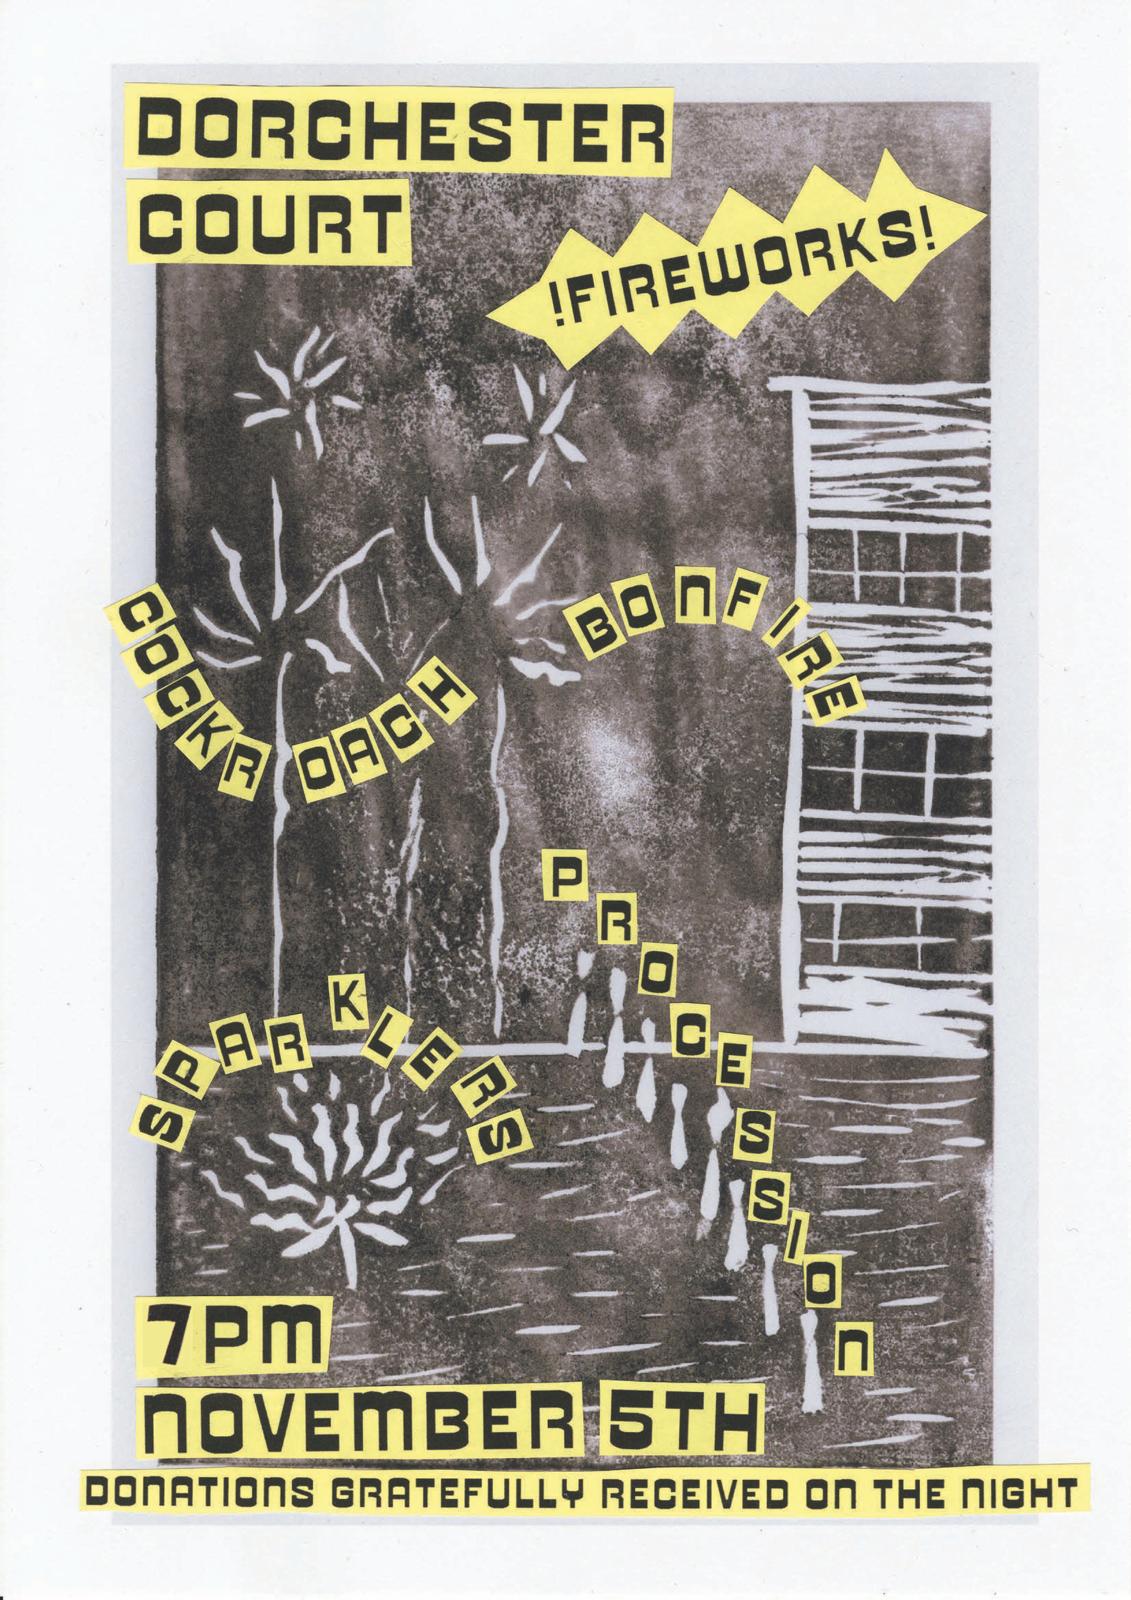 DORCHESTER
COURT
!FIREWORKS!
COCKROACH
BONFIRE
PROCESSION
SPARKLERS
7PM
NOVEMBER 5TH
DONATIONS GRATEFULLY RECEIVED ON THE NIGHT